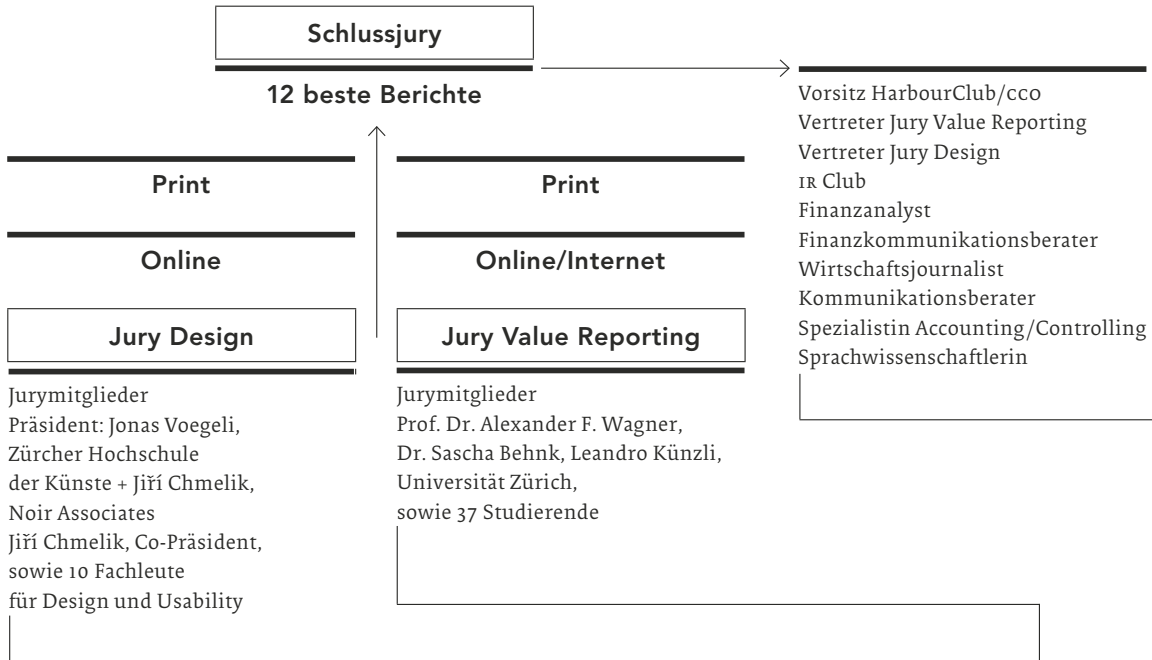 Schlussjury
12 beste Berichte
Vorsitz HarbourClub/CCO
Vertreter Jury Value Reporting
Vertreter Jury Design
IR Club
Finanzanalyst
Finanzkommunikationsberater
Wirtschaftsjournalist
Kommunikationsberater
Spezialistin Accounting/Controlling
Sprachwissenschaftlerin
Print
Online
Jury Design
Jurymitglieder
Präsident: Jonas Voegeli,
Zürcher Hochschule
der Künste + Jiří Chmelik,
Noir Associates
Jiří Chmelik, Co-Präsident,
sowie 10 Fachleute
für Design und Usability
Print
Online/Internet
Jury Value Reporting
Jurymitglieder
Prof. Dr. Alexander F. Wagner,
Dr. Sascha Behnk, Leandro Künzli,
Universität Zürich,
sowie 37 Studierende